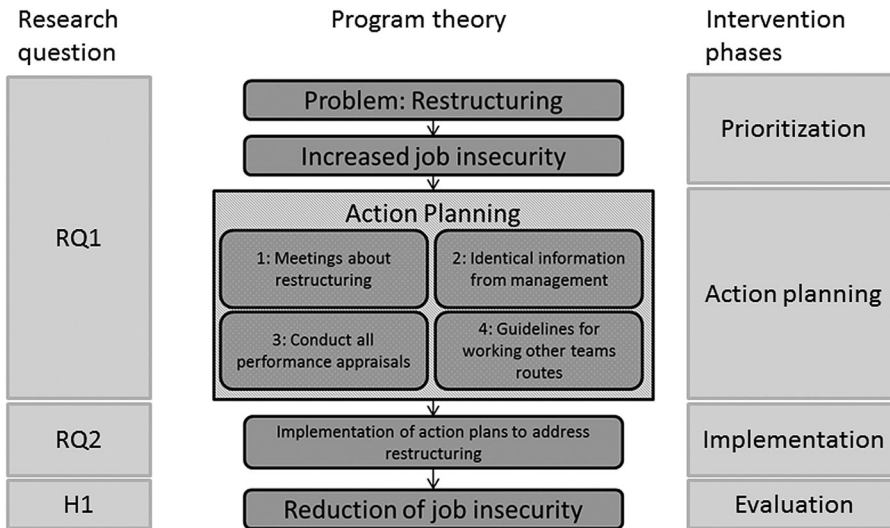 Research
question
Program theory
Intervention
phases
RQ1
RQ2
H1
Problem: Restructuring
Increased job insecurity
Action Planning
1: Meetings about
restructuring
2: Identical information
from management
3: Conduct all
performance appraisals
4: Guidelines for
working other teams
routes
Implementation of action plans to address
restructuring
Reduction of job insecurity
Prioritization
Action planning
Implementation
Evaluation